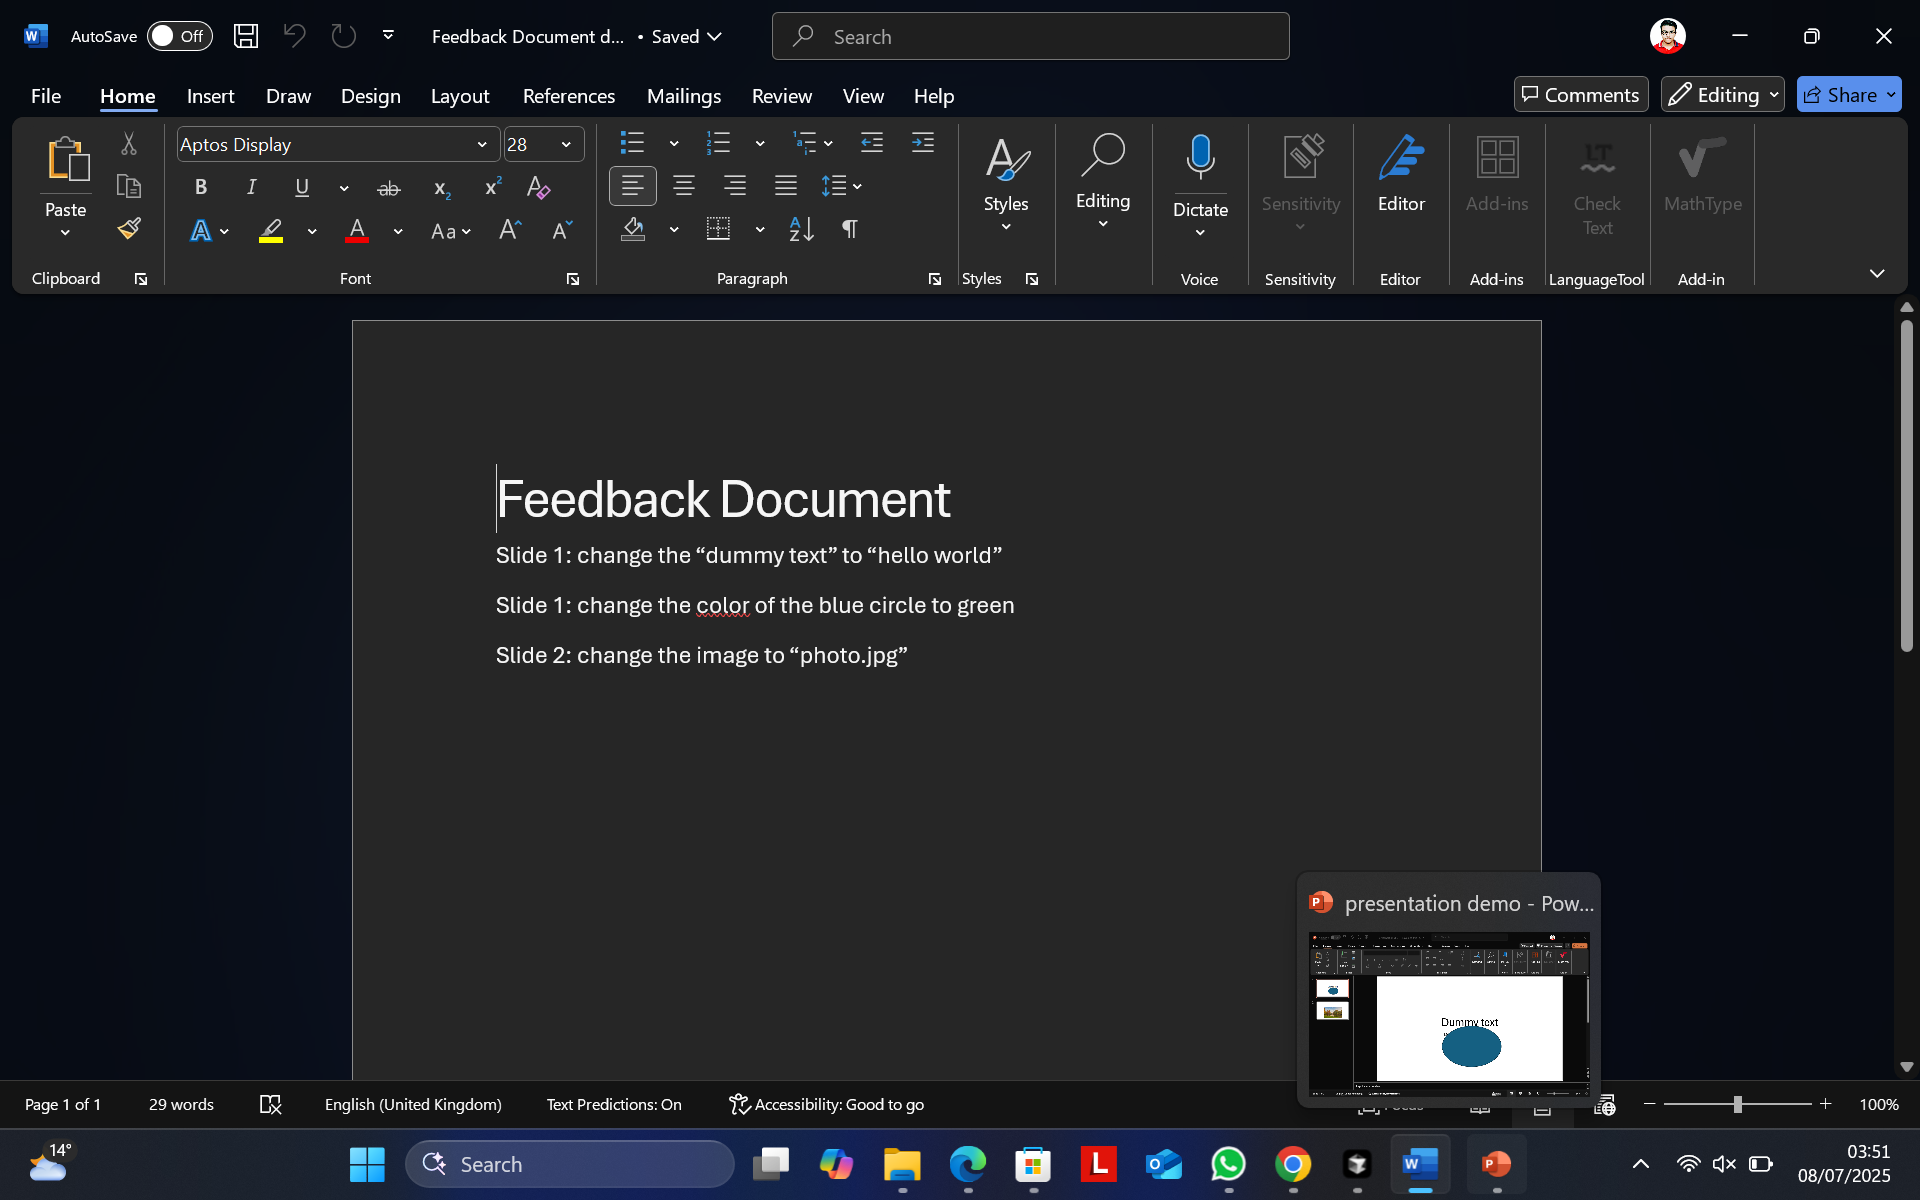 AutoSave Off Feedback Document d... • Saved Search
File Home Insert Draw Design Layout References Mailings Review View Help Comments Editing Share
Aptos Display 28
Paste Styles Editing Dictate Sensitivity Editor Add-ins Check Text MathType
Clipboard Font Paragraph Styles Voice Sensitivity Editor Add-ins LanguageTool Add-in
Feedback Document
Slide 1: change the “dummy text” to “hello world”
Slide 1: change the color of the blue circle to green
Slide 2: change the image to “photo.jpg”
presentation demo - Pow...
Dummy text
Page 1 of 1 29 words English (United Kingdom) Text Predictions: On Accessibility: Good to go 100%
14° Search 03:51
08/07/2025